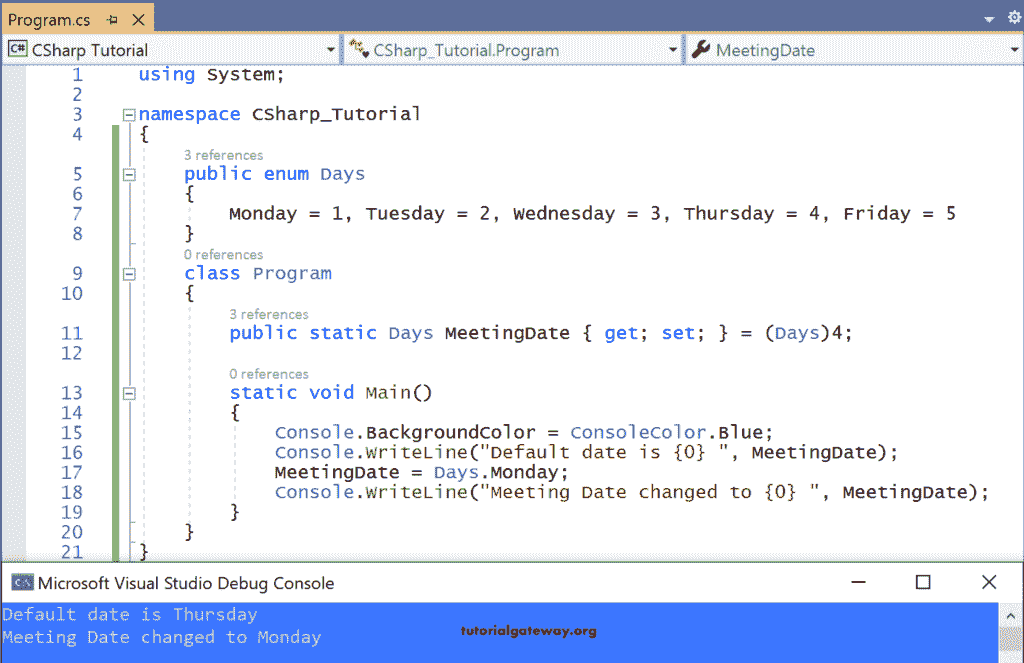 Program.cs
C# CSharp Tutorial CSharp_Tutorial.Program MeetingDate
1 using System;
2
3 namespace CSharp_Tutorial
4 {
3 references
5 public enum Days
6 {
7 Monday = 1, Tuesday = 2, Wednesday = 3, Thursday = 4, Friday = 5
8 }
0 references
9 class Program
10 {
3 references
11 public static Days MeetingDate { get; set; } = (Days)4;
12
0 references
13 static void Main()
14 {
15 Console.BackgroundColor = ConsoleColor.Blue;
16 Console.WriteLine("Default date is {0} ", MeetingDate);
17 MeetingDate = Days.Monday;
18 Console.WriteLine("Meeting Date changed to {0} ", MeetingDate);
19 }
20 }
21 }
C:\ Microsoft Visual Studio Debug Console
Default date is Thursday
Meeting Date changed to Monday
tutorialgateway.org